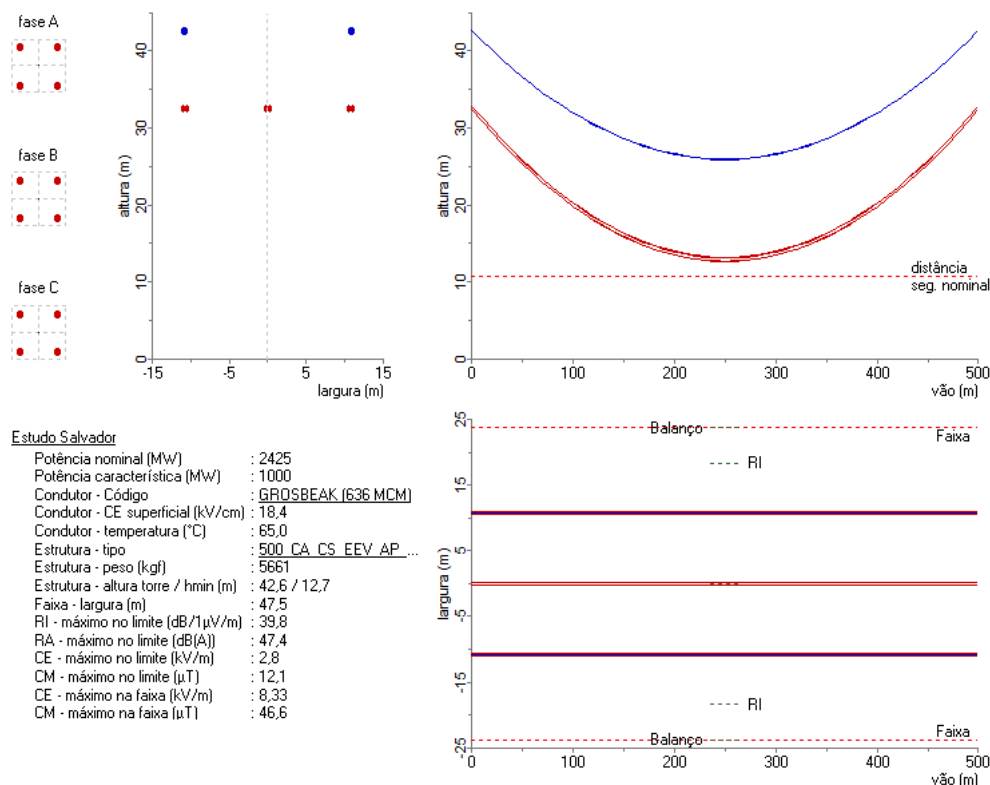 fase A
fase B
fase C
altura (m)
40
30
20
10
0
-15
-5
5
15
largura (m)
altura (m)
40
30
20
10
0
distância
seg. nominal
0
100
200
300
400
500
vão (m)
Estudo Salvador
Potência nominal (MW) : 2425
Potência característica (MW) : 1000
Condutor - Código : GROSBEAK (636 MCM)
Condutor - CE superficial (kV/cm) : 18,4
Condutor - temperatura (°C) : 65,0
Estrutura - tipo : 500_CA_CS_EEV_AP_...
Estrutura - peso (kgf) : 5661
Estrutura - altura torre / hmin (m) : 42,6 / 12,7
Faixa - largura (m) : 47,5
RI - máximo no limite (dB/1μV/m) : 39,8
RA - máximo no limite (dB(A)) : 47,4
CE - máximo no limite (kV/m) : 2,8
CM - máximo no limite (μT) : 12,1
CE - máximo na faixa (kV/m) : 8,33
CM - máximo na faixa (μT) : 46,6
largura (m)
25
15
5
-5
-15
-25
Balanço
Faixa
RI
RI
Balanço
Faixa
0
100
200
300
400
500
vão (m)